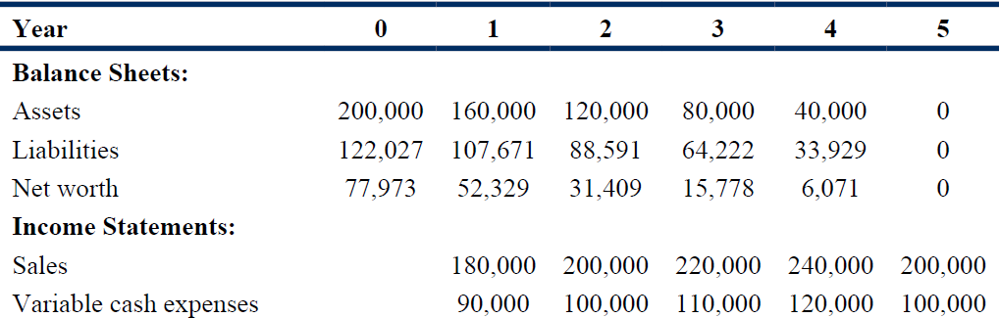 Year 0 1 2 3 4 5
Balance Sheets:
Assets 200,000 160,000 120,000 80,000 40,000 0
Liabilities 122,027 107,671 88,591 64,222 33,929 0
Net worth 77,973 52,329 31,409 15,778 6,071 0
Income Statements:
Sales 180,000 200,000 220,000 240,000 200,000
Variable cash expenses 90,000 100,000 110,000 120,000 100,000